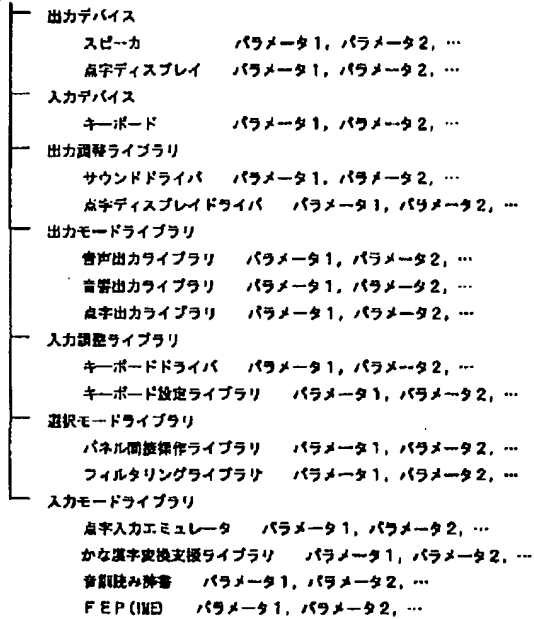 出力デバイス
スピーカ パラメータ1, パラメータ2, …
点字ディスプレイ パラメータ1, パラメータ2, …
入力デバイス
キーボード パラメータ1, パラメータ2, …
出力調整ライブラリ
サウンドドライバ パラメータ1, パラメータ2, …
点字ディスプレイドライバ パラメータ1, パラメータ2, …
出力モードライブラリ
音声出力ライブラリ パラメータ1, パラメータ2, …
音響出力ライブラリ パラメータ1, パラメータ2, …
点字出力ライブラリ パラメータ1, パラメータ2, …
入力調整ライブラリ
キーボードドライバ パラメータ1, パラメータ2, …
キーボード設定ライブラリ パラメータ1, パラメータ2, …
選択モードライブラリ
パネル間接操作ライブラリ パラメータ1, パラメータ2, …
フィルタリングライブラリ パラメータ1, パラメータ2, …
入力モードライブラリ
点字入力エミュレータ パラメータ1, パラメータ2, …
かな漢字変換支援ライブラリ パラメータ1, パラメータ2, …
音訓読み辞書 パラメータ1, パラメータ2, …
FEP(IME) パラメータ1, パラメータ2, …